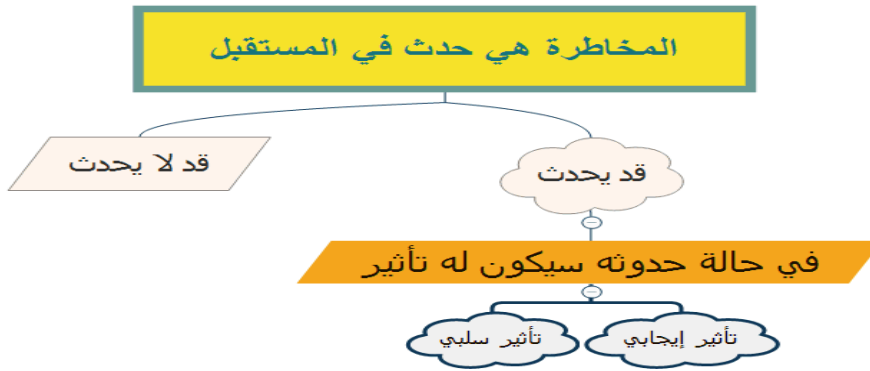 المخاطرة هي حدث في المستقبل
قد يحدث
قد لا يحدث
في حالة حدوثه سيكون له تأثير
تأثير إيجابي
تأثير سلبي